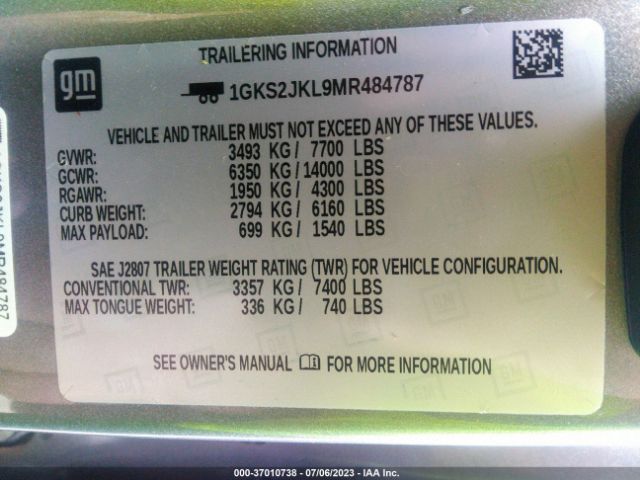 gm
TRAILERING INFORMATION
1GKS2JKL9MR484787
VEHICLE AND TRAILER MUST NOT EXCEED ANY OF THESE VALUES.
GVWR: 3493 KG/ 7700 LBS
GCWR: 6350 KG/14000 LBS
RGAWR: 1950 KG/ 4300 LBS
CURB WEIGHT: 2794 KG/ 6160 LBS
MAX PAYLOAD: 699 KG/ 1540 LBS
SAE J2807 TRAILER WEIGHT RATING (TWR) FOR VEHICLE CONFIGURATION.
CONVENTIONAL TWR: 3357 KG/ 7400 LBS
MAX TONGUE WEIGHT: 336 KG/ 740 LBS
SEE OWNER'S MANUAL FOR MORE INFORMATION
000-37010738 - 07/06/2023 - IAA Inc.